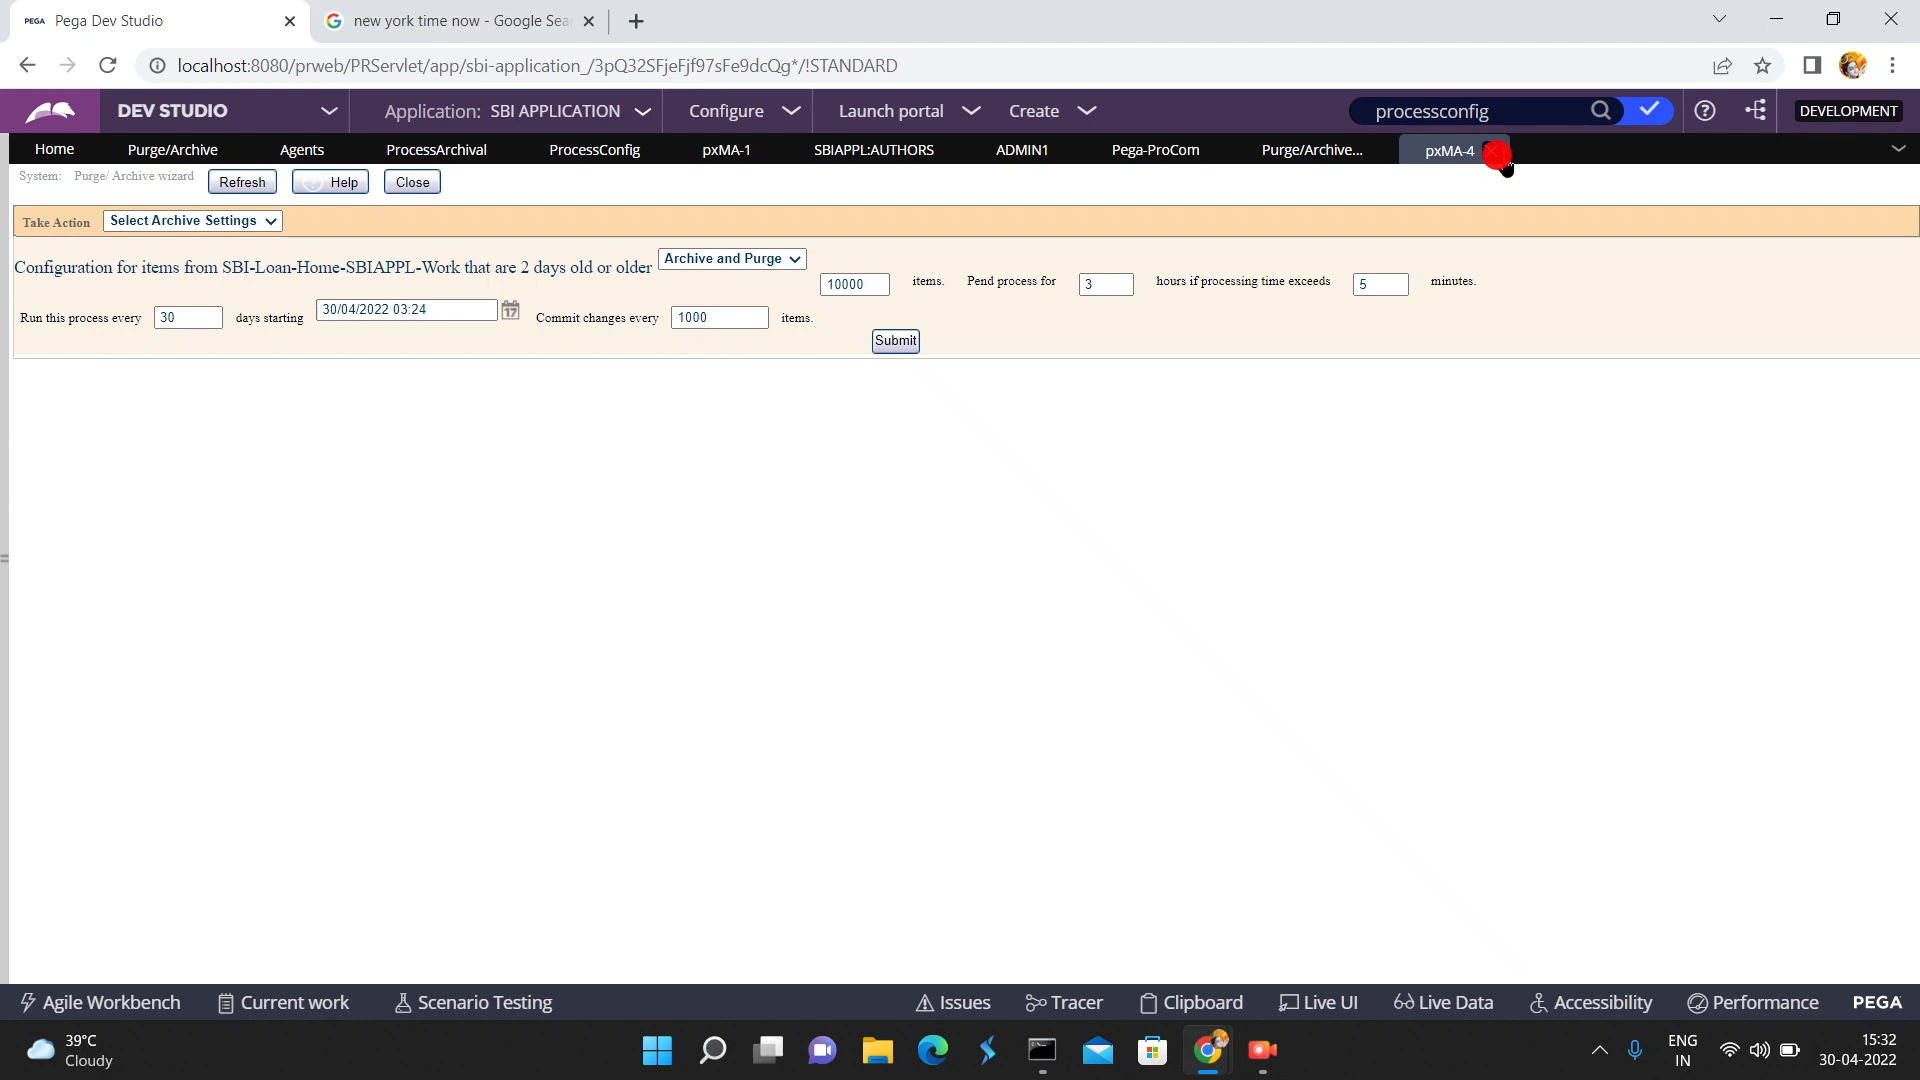 PEGA Pega Dev Studio
new york time now - Google Sea
localhost:8080/prweb/PRServlet/app/sbi-application_/3pQ32SFjeFjf97sFe9dcQg*/!STANDARD
DEV STUDIO Application: SBI APPLICATION Configure Launch portal Create processconfig DEVELOPMENT
Home Purge/Archive Agents ProcessArchival ProcessConfig pxMA-1 SBIAPPL:AUTHORS ADMIN1 Pega-ProCom Purge/Archive... pxMA-4
System: Purge/ Archive wizard Refresh Help Close
Take Action Select Archive Settings
Configuration for items from SBI-Loan-Home-SBIAPPL-Work that are 2 days old or older Archive and Purge
10000 items. Pend process for 3 hours if processing time exceeds 5 minutes.
Run this process every 30 days starting 30/04/2022 03:24 17 Commit changes every 1000 items.
Submit
Agile Workbench Current work Scenario Testing Issues Tracer Clipboard Live UI Live Data Accessibility Performance PEGA
39°C
Cloudy
ENG
IN
15:32
30-04-2022